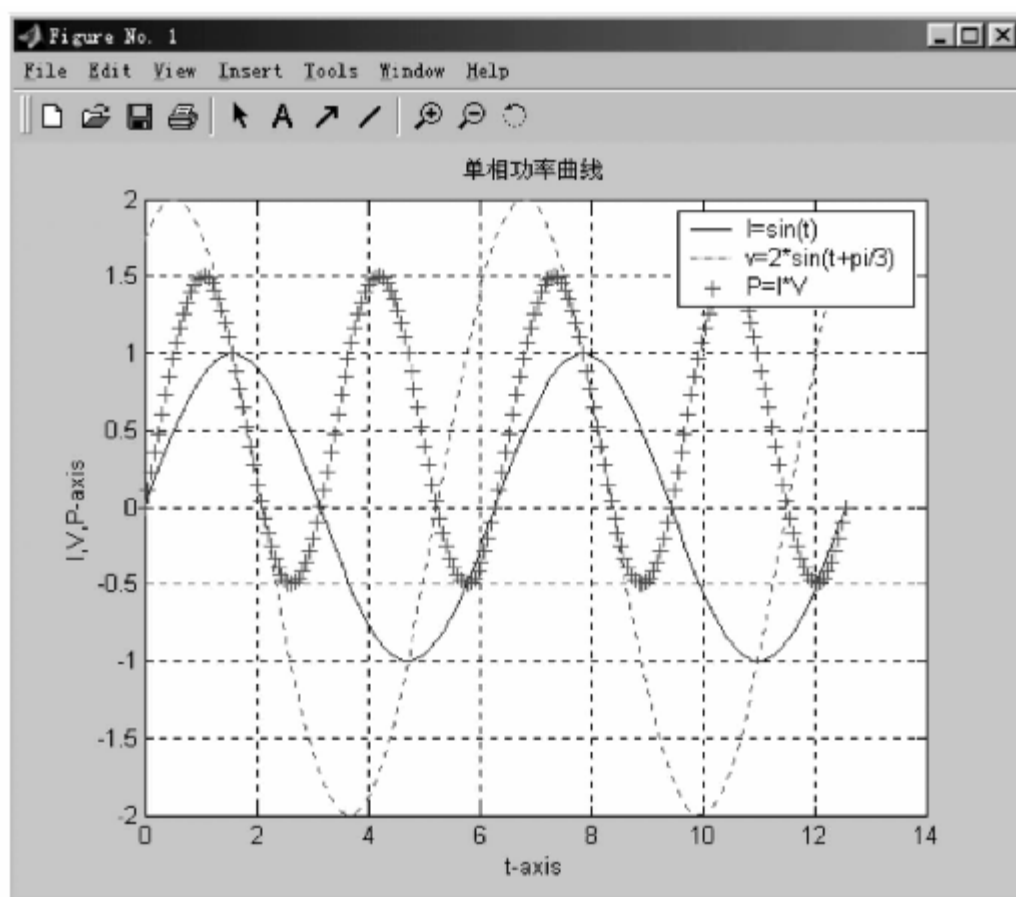 Figure No. 1
File Edit View Insert Tools Window Help
A
单相功率曲线
2
1.5
1
0.5
0
-0.5
-1
-1.5
-2
I,V,P-axis
I=sin(t)
v=2*sin(t+pi/3)
P=I*V
0 2 4 6 8 10 12 14
t-axis